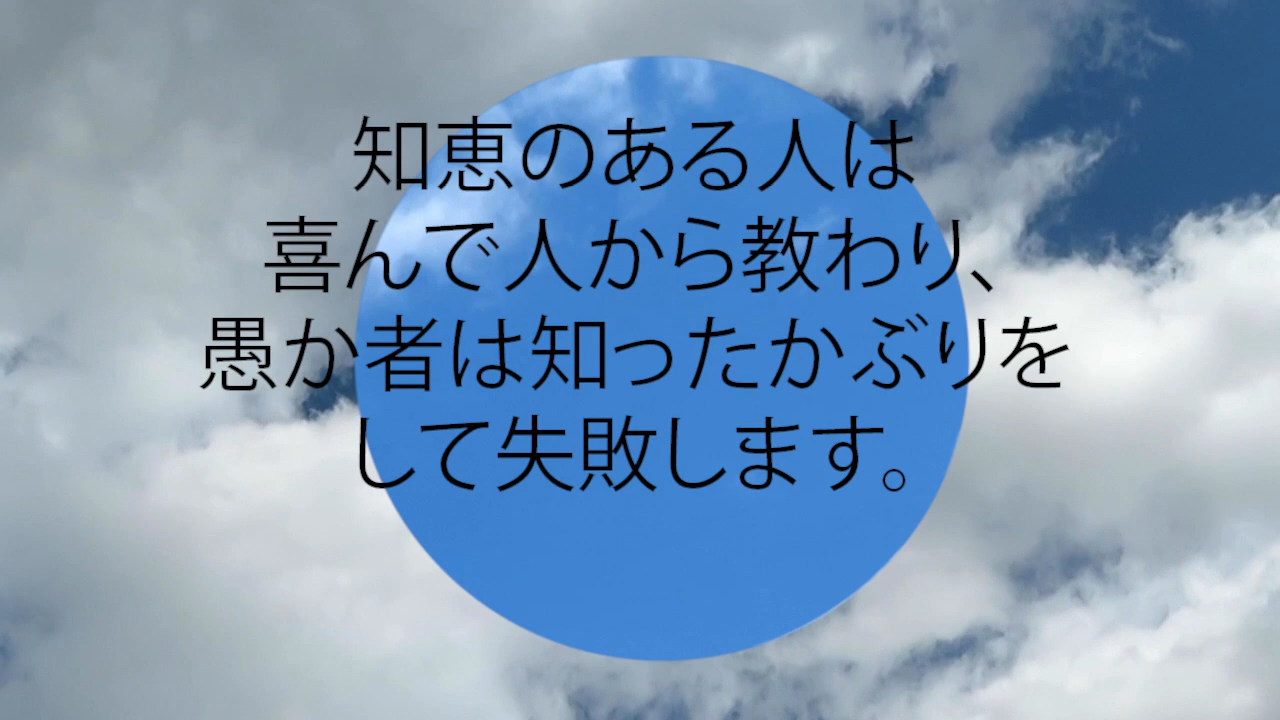 知恵のある人は
喜んで人から教わり、
愚か者は知ったかぶりを
して失敗します。